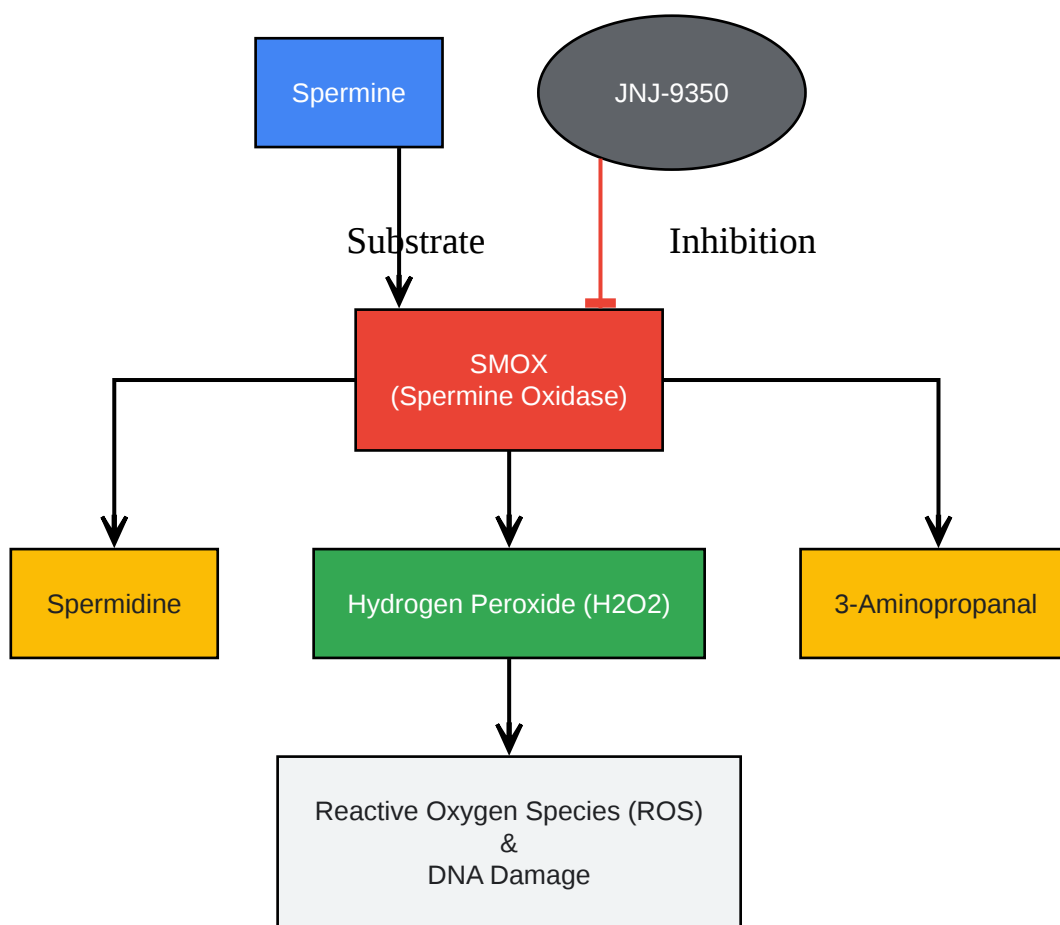 Spermine
JNJ-9350
Substrate
Inhibition
SMOX
(Spermine Oxidase)
Spermidine
Hydrogen Peroxide (H2O2)
3-Aminopropanal
Reactive Oxygen Species (ROS)
&
DNA Damage